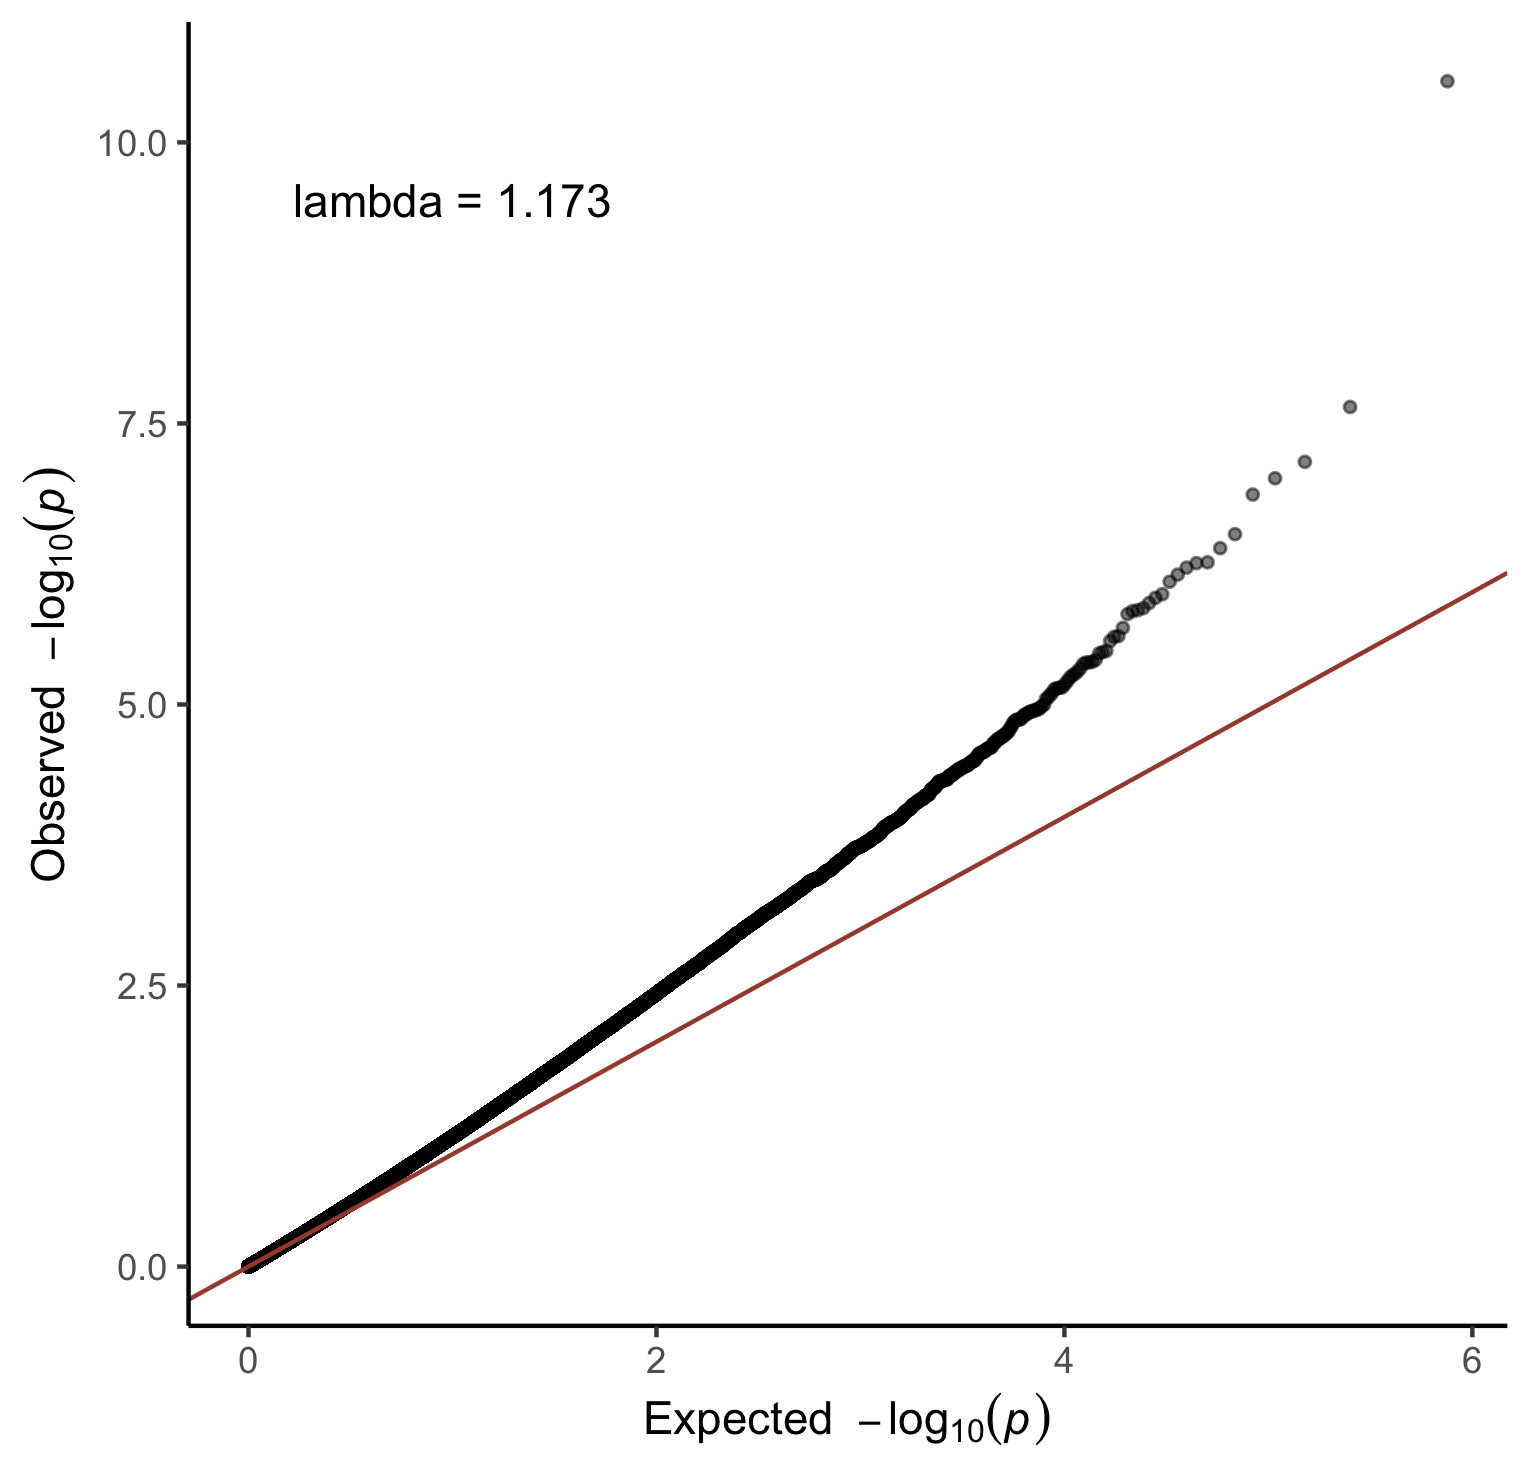 10.0
lambda = 1.173
7.5
5.0
2.5
0.0
Observed −log₁₀(p)
0 2 4 6
Expected −log₁₀(p)